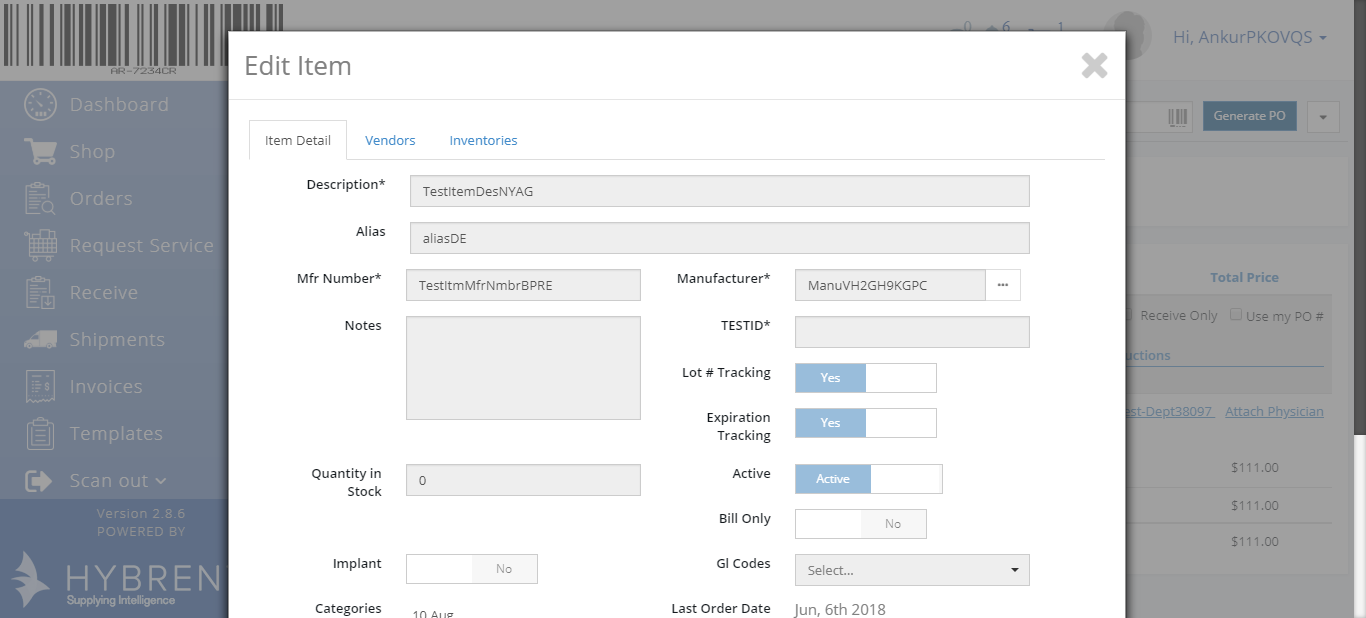 AR-7234CR
0 6 1
Hi, AnkurPKOVQS
Edit Item
Dashboard
Shop
Orders
Request Service
Receive
Shipments
Invoices
Templates
Scan out
Version 2.8.6
POWERED BY
HYBREN
Supplying Intelligence
Generate PO
Item Detail Vendors Inventories
Description* TestItemDesNYAG
Alias aliasDE
Mfr Number* TestItmMfrNmbrBPRE
Manufacturer* ManuVH2GH9KGPC ...
Notes
TESTID*
Lot # Tracking Yes
Expiration
Tracking Yes
Quantity in
Stock 0
Active Active
Bill Only No
Implant No
Gl Codes Select...
Categories 10 Aug
Last Order Date Jun, 6th 2018
Total Price
Receive Only Use my PO #
uctions
est-Dept38097 Attach Physician
$111.00
$111.00
$111.00